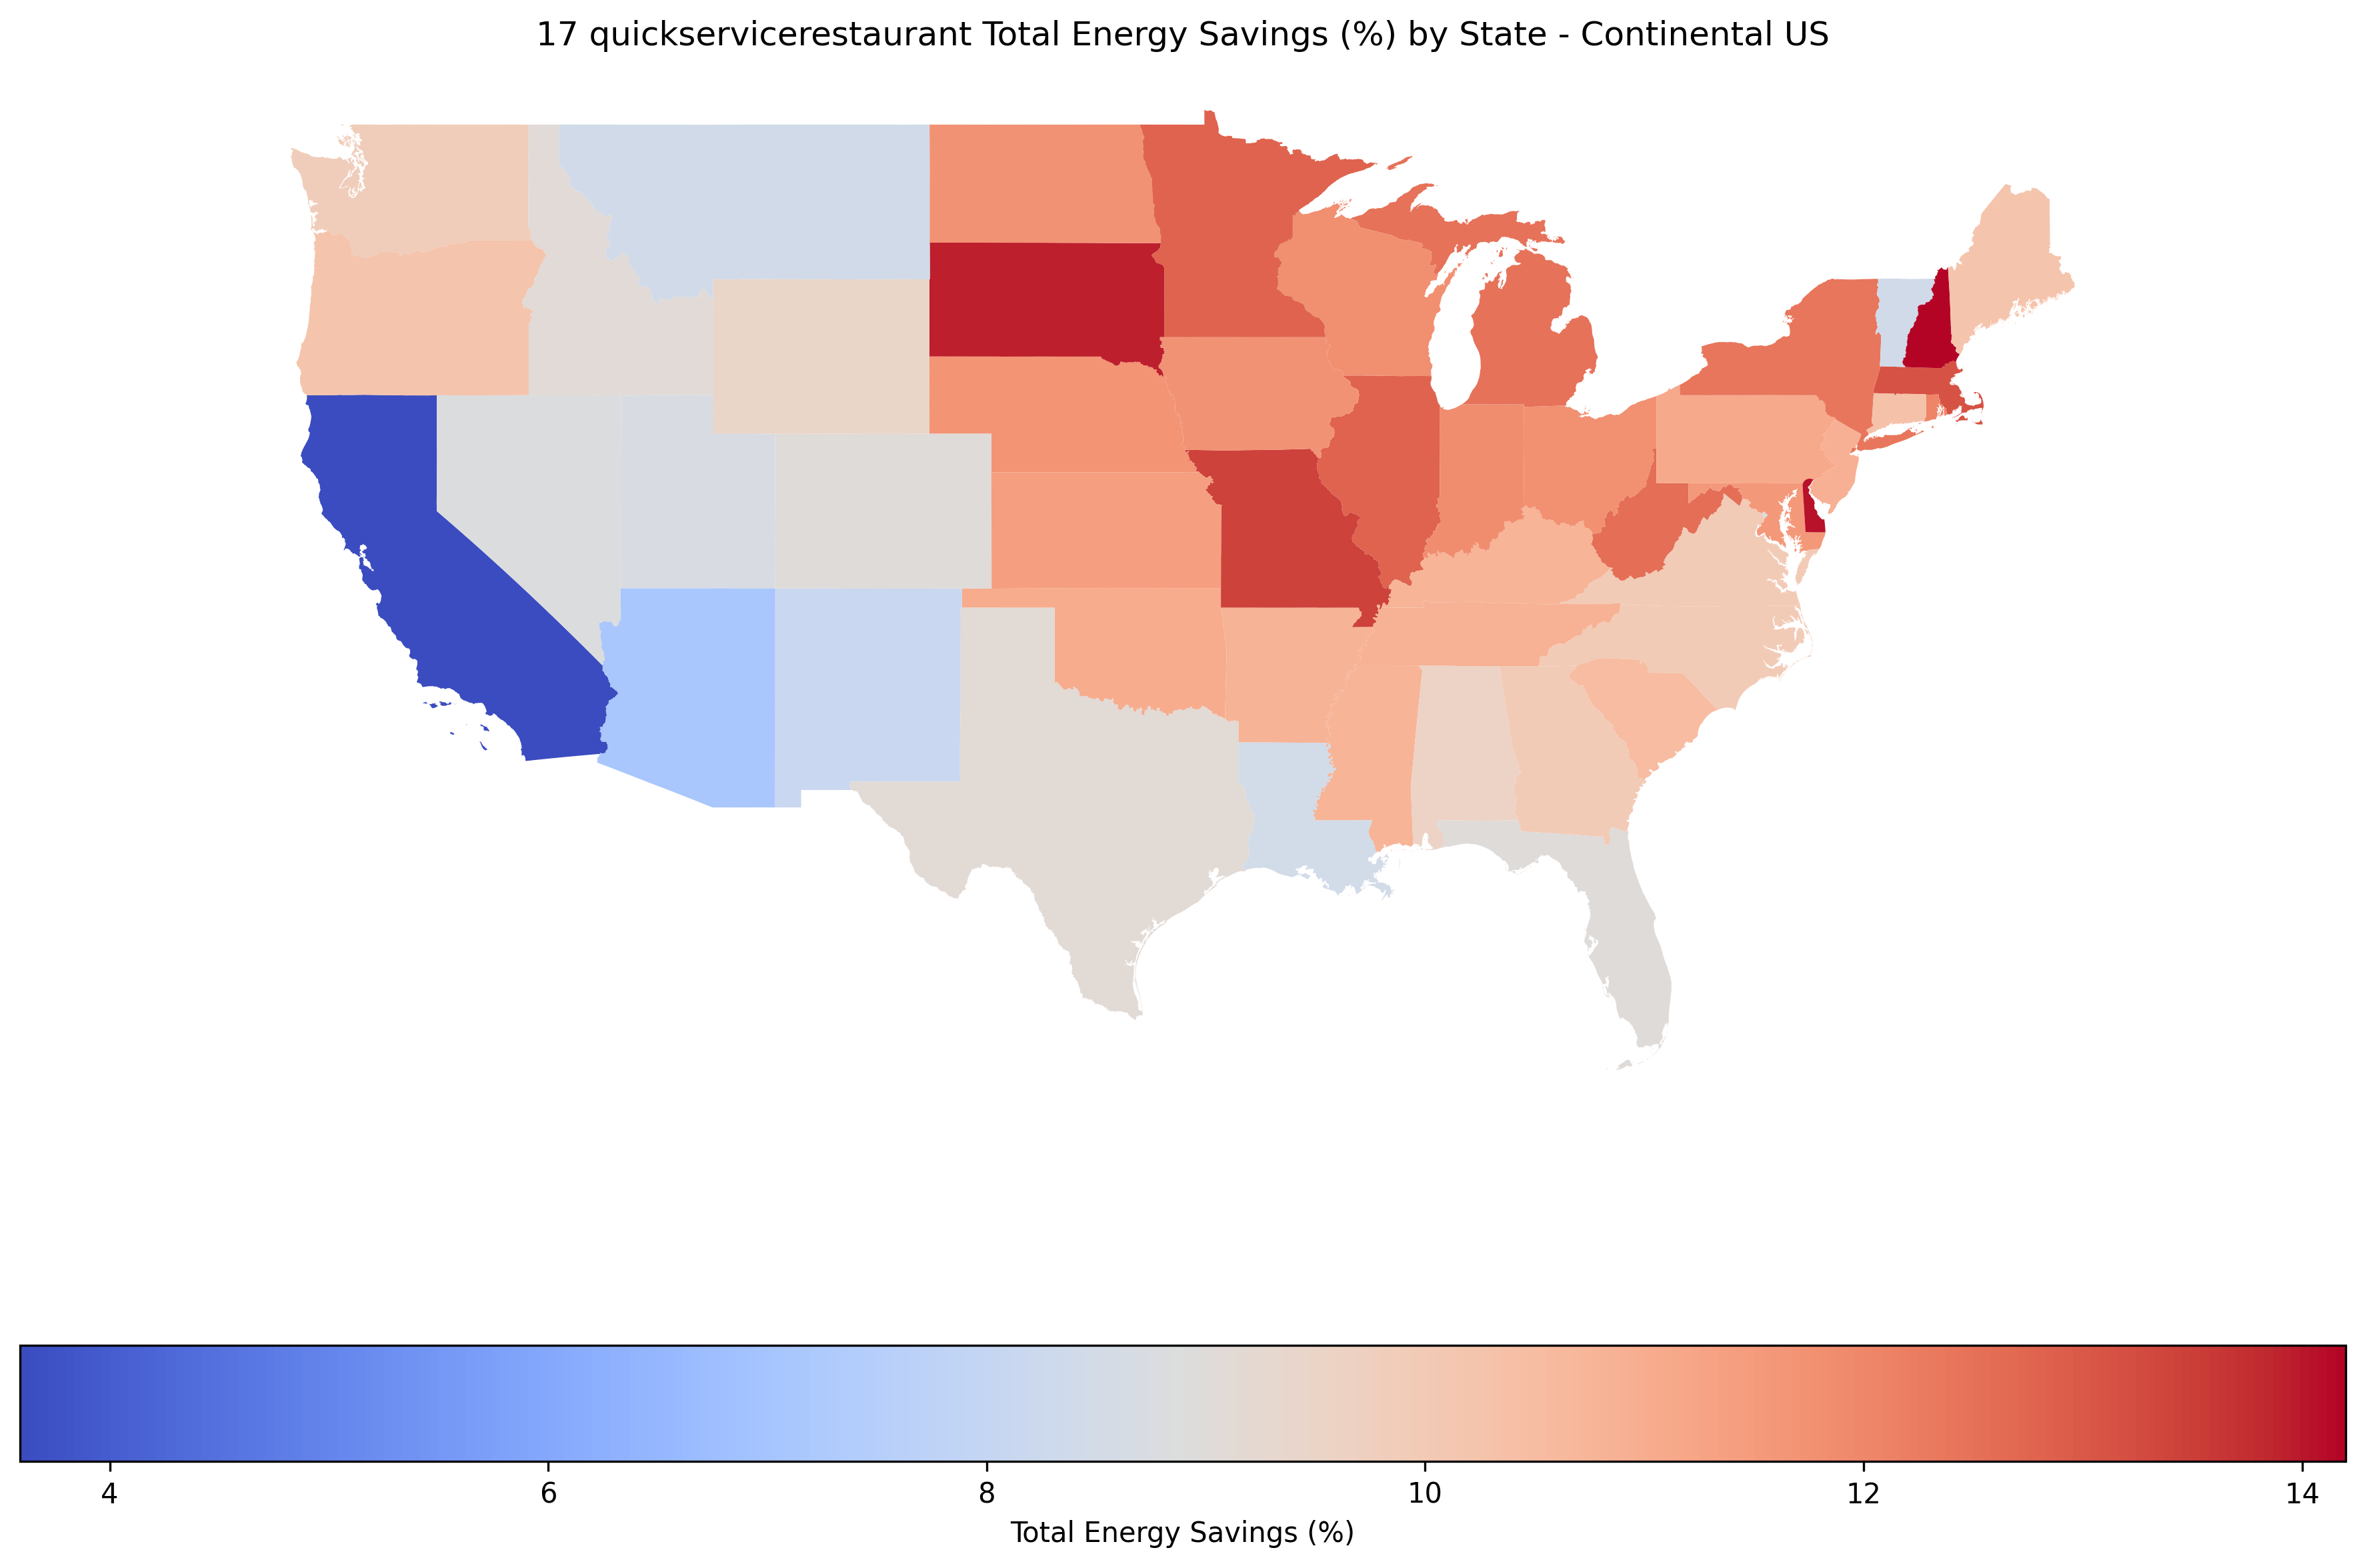 17 quickservicerestaurant Total Energy Savings (%) by State - Continental US
4 6 8 10 12 14
Total Energy Savings (%)